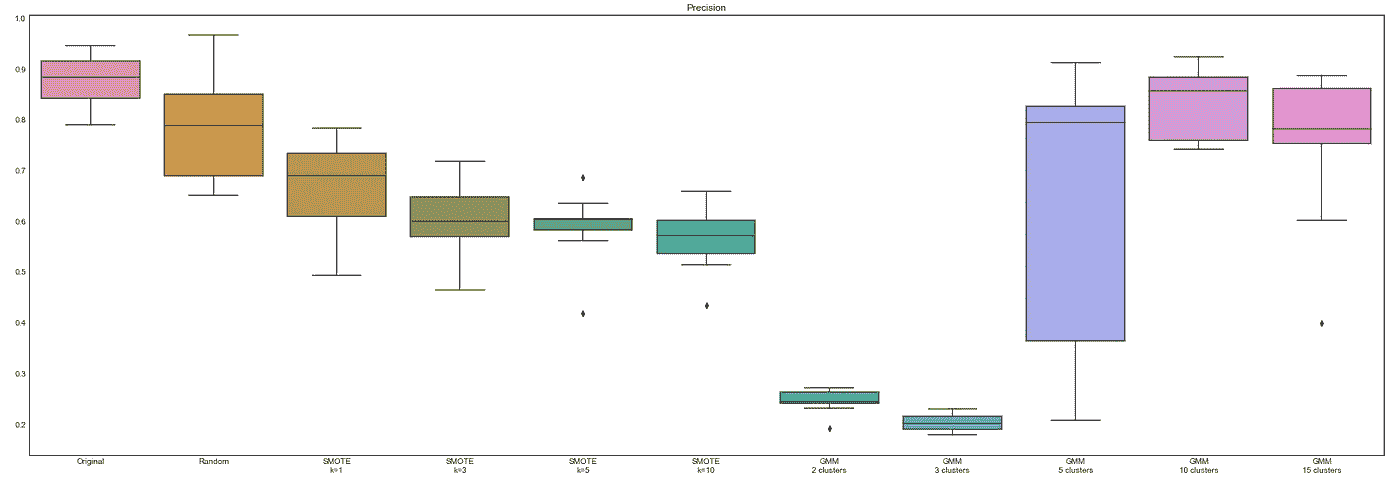 Precision
1.0
0.9
0.8
0.7
0.6
0.5
0.4
0.3
0.2
Original
Random
SMOTE
k=1
SMOTE
k=3
SMOTE
k=5
SMOTE
k=10
GMM
2 clusters
GMM
3 clusters
GMM
5 clusters
GMM
10 clusters
GMM
15 clusters